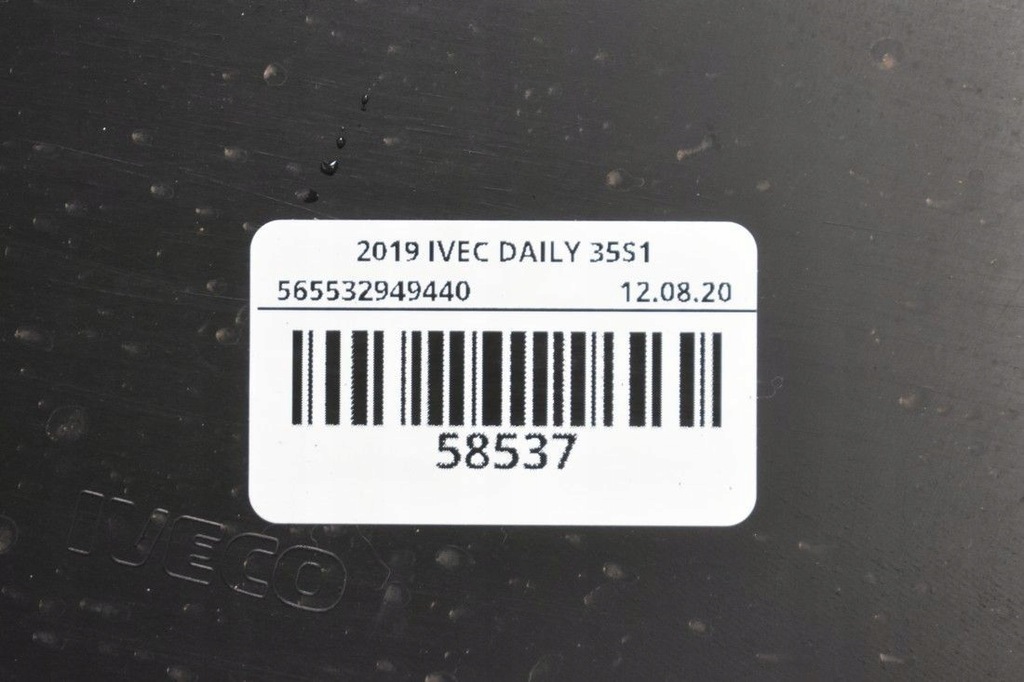 2019 IVEC DAILY 35S1
565532949440 12.08.20
58537
IVECO